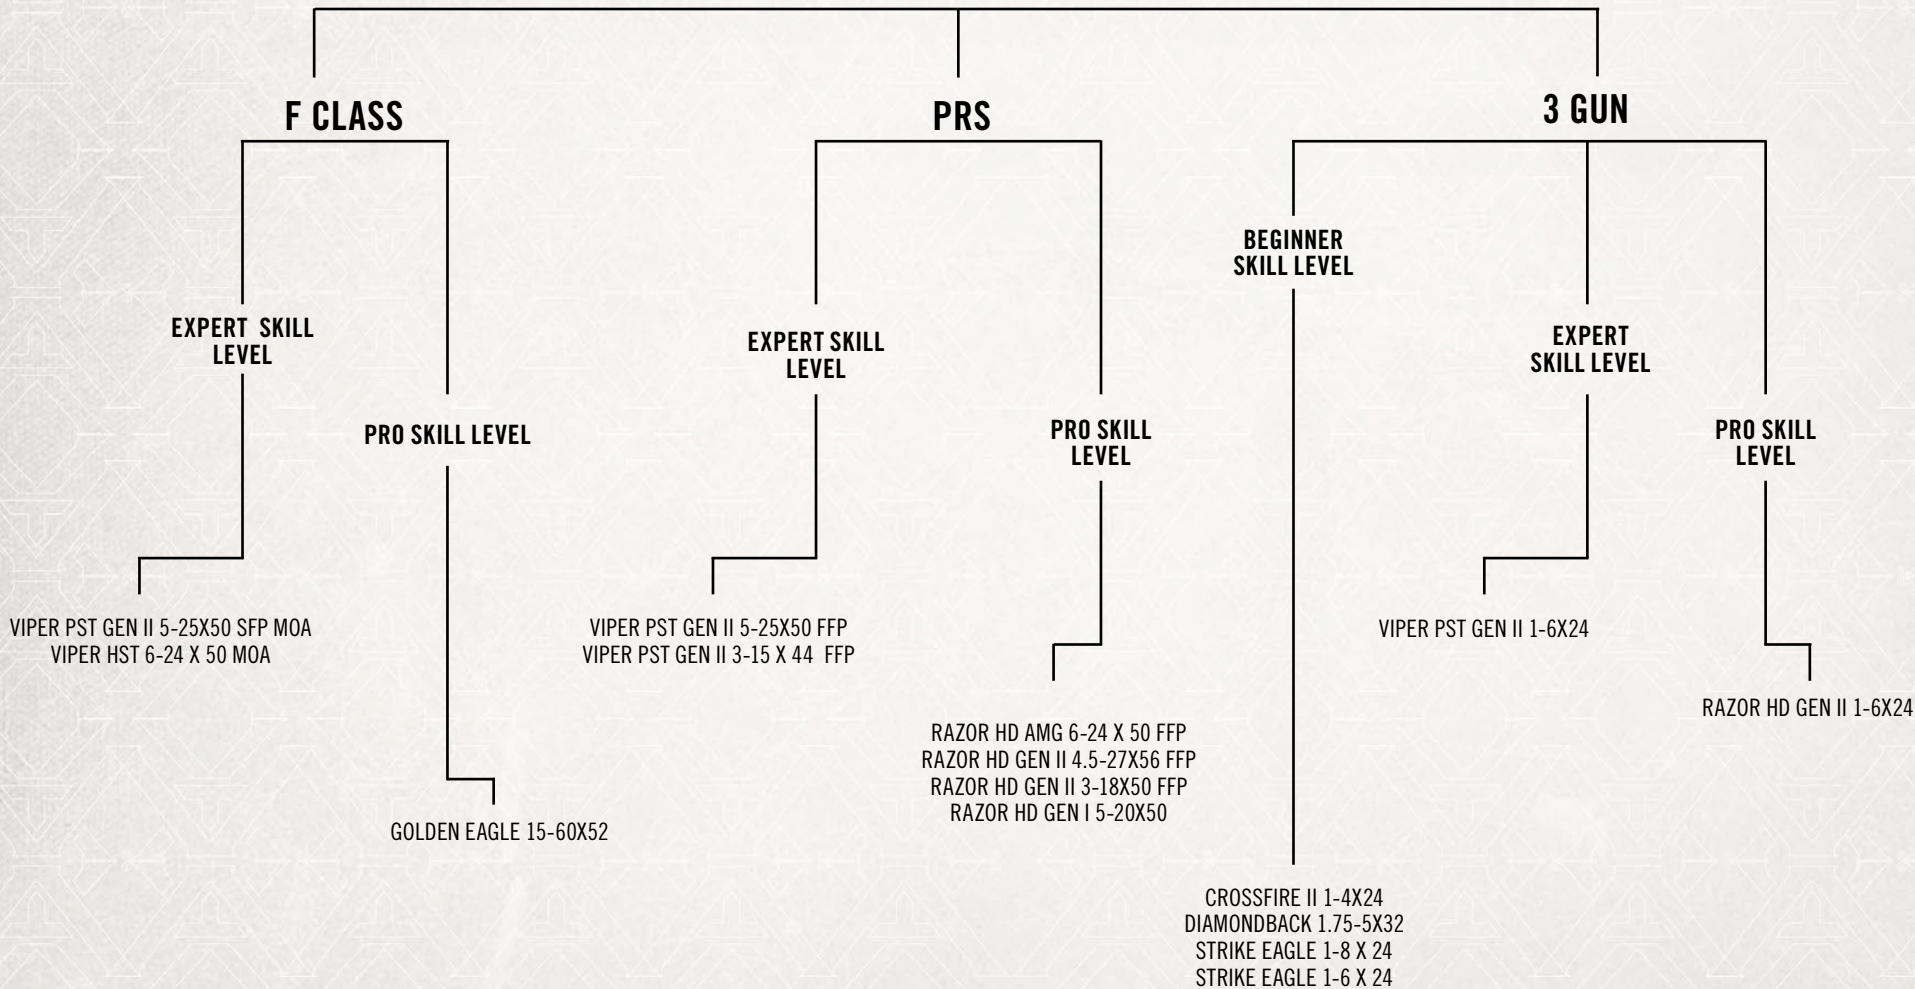 F CLASS
EXPERT SKILL
LEVEL
VIPER PST GEN II 5-25X50 SFP MOA
VIPER HST 6-24 X 50 MOA
PRO SKILL LEVEL
GOLDEN EAGLE 15-60X52
PRS
EXPERT SKILL
LEVEL
VIPER PST GEN II 5-25X50 FFP
VIPER PST GEN II 3-15 X 44 FFP
PRO SKILL
LEVEL
RAZOR HD AMG 6-24 X 50 FFP
RAZOR HD GEN II 4.5-27X56 FFP
RAZOR HD GEN II 3-18X50 FFP
RAZOR HD GEN I 5-20X50
3 GUN
BEGINNER
SKILL LEVEL
CROSSFIRE II 1-4X24
DIAMONDBACK 1.75-5X32
STRIKE EAGLE 1-8 X 24
STRIKE EAGLE 1-6 X 24
EXPERT
SKILL LEVEL
VIPER PST GEN II 1-6X24
PRO SKILL
LEVEL
RAZOR HD GEN II 1-6X24